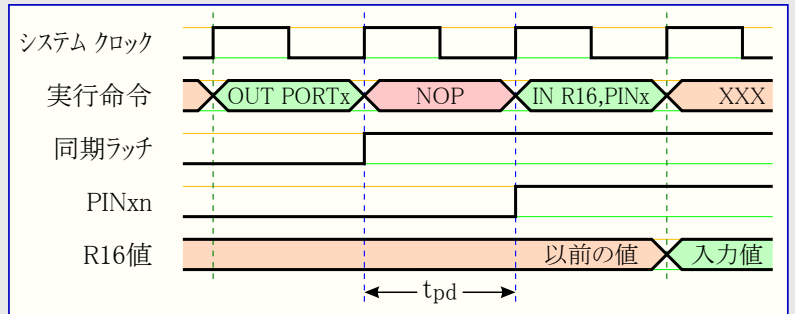 システム クロック
実行命令 OUT PORTx NOP IN R16,PINx XXX
同期ラッチ
PINxn
R16値 以前の値 入力値
tpd